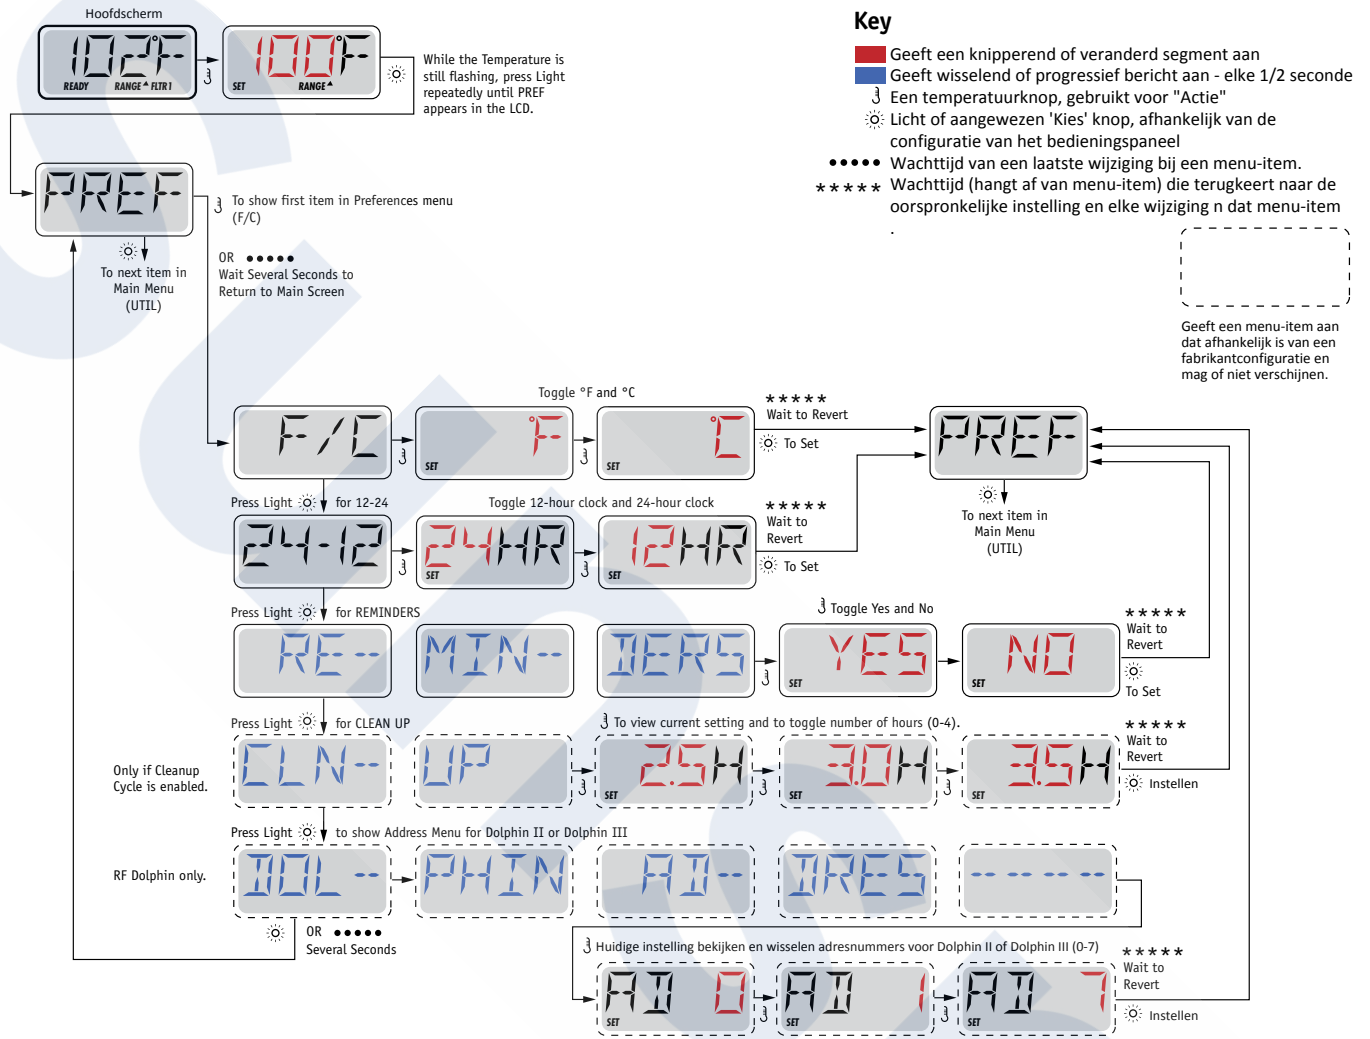 Hoofdscherm
102°F
READY RANGE FLTR1
100°F
SET RANGE
While the Temperature is
still flashing, press Light
repeatedly until PREF
appears in the LCD.
Key
Geeft een knipperend of veranderd segment aan
Geeft wisselend of progressief bericht aan - elke 1/2 seconde
Een temperatuurknop, gebruikt voor "Actie"
Licht of aangewezen 'Kies' knop, afhankelijk van de
configuratie van het bedieningspaneel
••••• Wachttijd van een laatste wijziging bij een menu-item.
***** Wachttijd (hangt af van menu-item) die terugkeert naar de
oorspronkelijke instelling en elke wijziging n dat menu-item
.
Geeft een menu-item aan
dat afhankelijk is van een
fabrikantconfiguratie en
mag of niet verschijnen.
PREF
To show first item in Preferences menu
(F/C)
OR •••••
Wait Several Seconds to
Return to Main Screen
To next item in
Main Menu
(UTIL)
Toggle °F and °C
F/C
°F
SET
°C
SET
*****
Wait to Revert
To Set
PREF
To next item in
Main Menu
(UTIL)
Press Light for 12-24
Toggle 12-hour clock and 24-hour clock
24-12
24HR
SET
12HR
SET
*****
Wait to
Revert
To Set
Press Light for REMINDERS
Toggle Yes and No
RE--
MIN--
DERS
YES
SET
NO
SET
*****
Wait to
Revert
To Set
Press Light for CLEAN UP
To view current setting and to toggle number of hours (0-4).
Only if Cleanup
Cycle is enabled.
CLN--
UP
2.5H
SET
3.0H
SET
3.5H
SET
*****
Wait to
Revert
Instellen
Press Light to show Address Menu for Dolphin II or Dolphin III
RF Dolphin only.
DOL--
PHIN
AD--
DRES
-- -- -- --
OR •••••
Several Seconds
Huidige instelling bekijken en wisselen adresnummers voor Dolphin II of Dolphin III (0-7)
AD 0
SET
AD 1
SET
AD 7
SET
*****
Wait to
Revert
Instellen